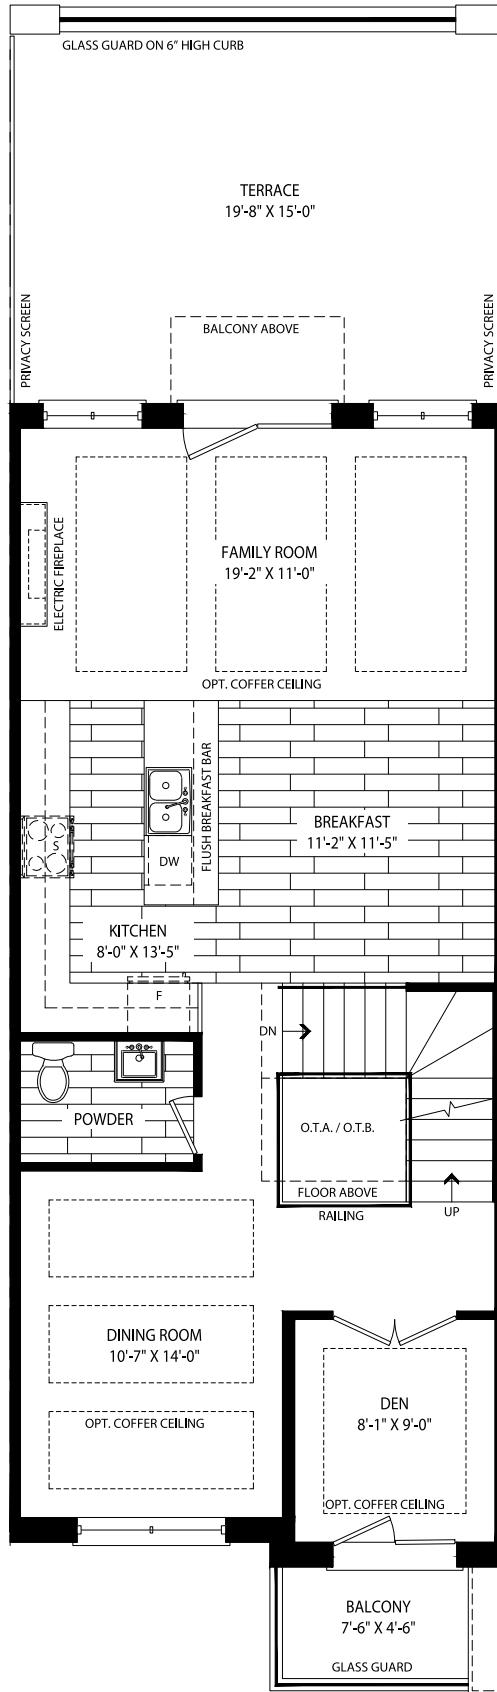 GLASS GUARD ON 6" HIGH CURB
TERRACE
19'-8" X 15'-0"
PRIVACY SCREEN
PRIVACY SCREEN
BALCONY ABOVE
FAMILY ROOM
19'-2" X 11'-0"
ELECTRIC FIREPLACE
OPT. COFFER CEILING
FLUSH BREAKFAST BAR
BREAKFAST
11'-2" X 11'-5"
S
DW
KITCHEN
8'-0" X 13'-5"
F
DN
POWDER
O.T.A. / O.T.B.
FLOOR ABOVE
RAILING
UP
DINING ROOM
10'-7" X 14'-0"
OPT. COFFER CEILING
DEN
8'-1" X 9'-0"
OPT. COFFER CEILING
BALCONY
7'-6" X 4'-6"
GLASS GUARD